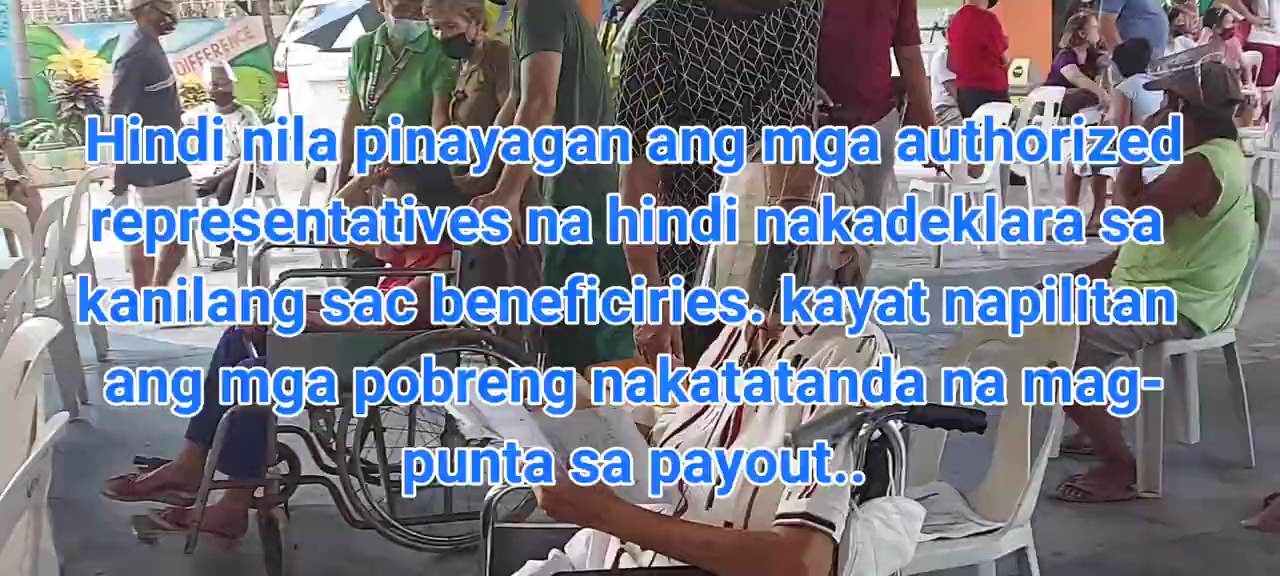 DIFFERENCE
Hindi nila pinayagan ang mga authorized
representatives na hindi nakadeklara sa
kanilang sac beneficiries. kayat napilitan
ang mga pobreng nakatatanda na mag-
punta sa payout..